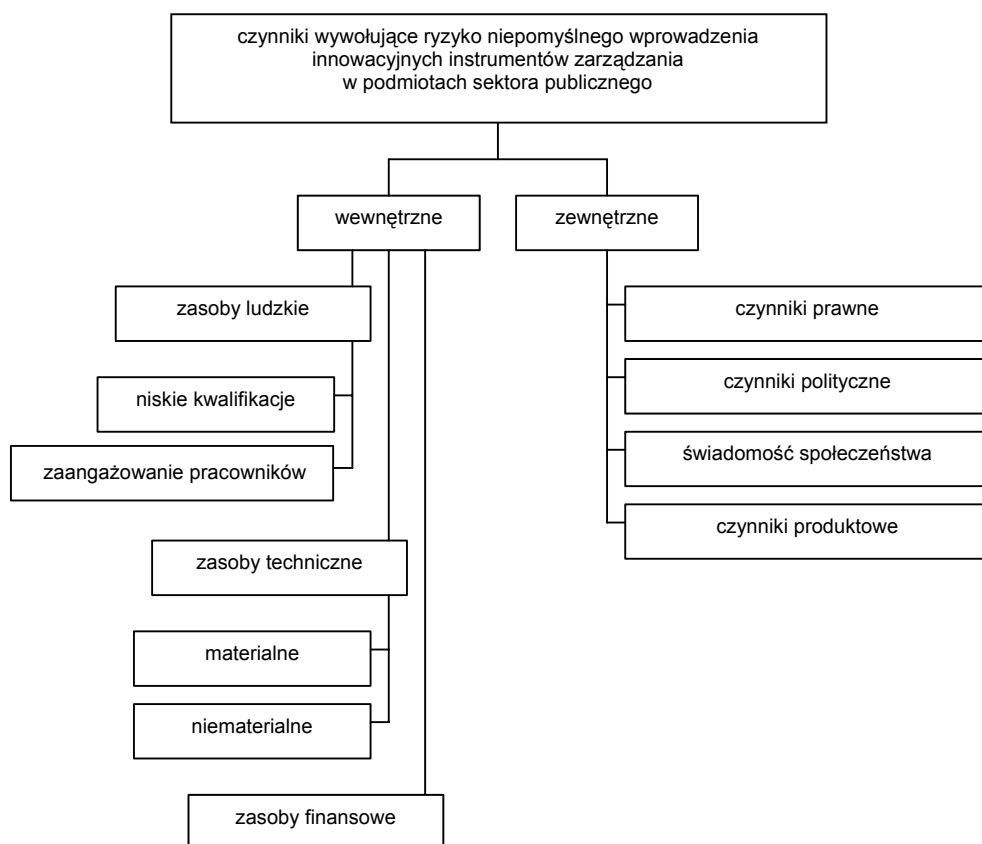 czynniki wywołujące ryzyko niepomyślnego wprowadzenia
innowacyjnych instrumentów zarządzania
w podmiotach sektora publicznego
wewnętrzne
zewnętrzne
zasoby ludzkie
niskie kwalifikacje
zaangażowanie pracowników
zasoby techniczne
materialne
niematerialne
zasoby finansowe
czynniki prawne
czynniki polityczne
świadomość społeczeństwa
czynniki produktowe